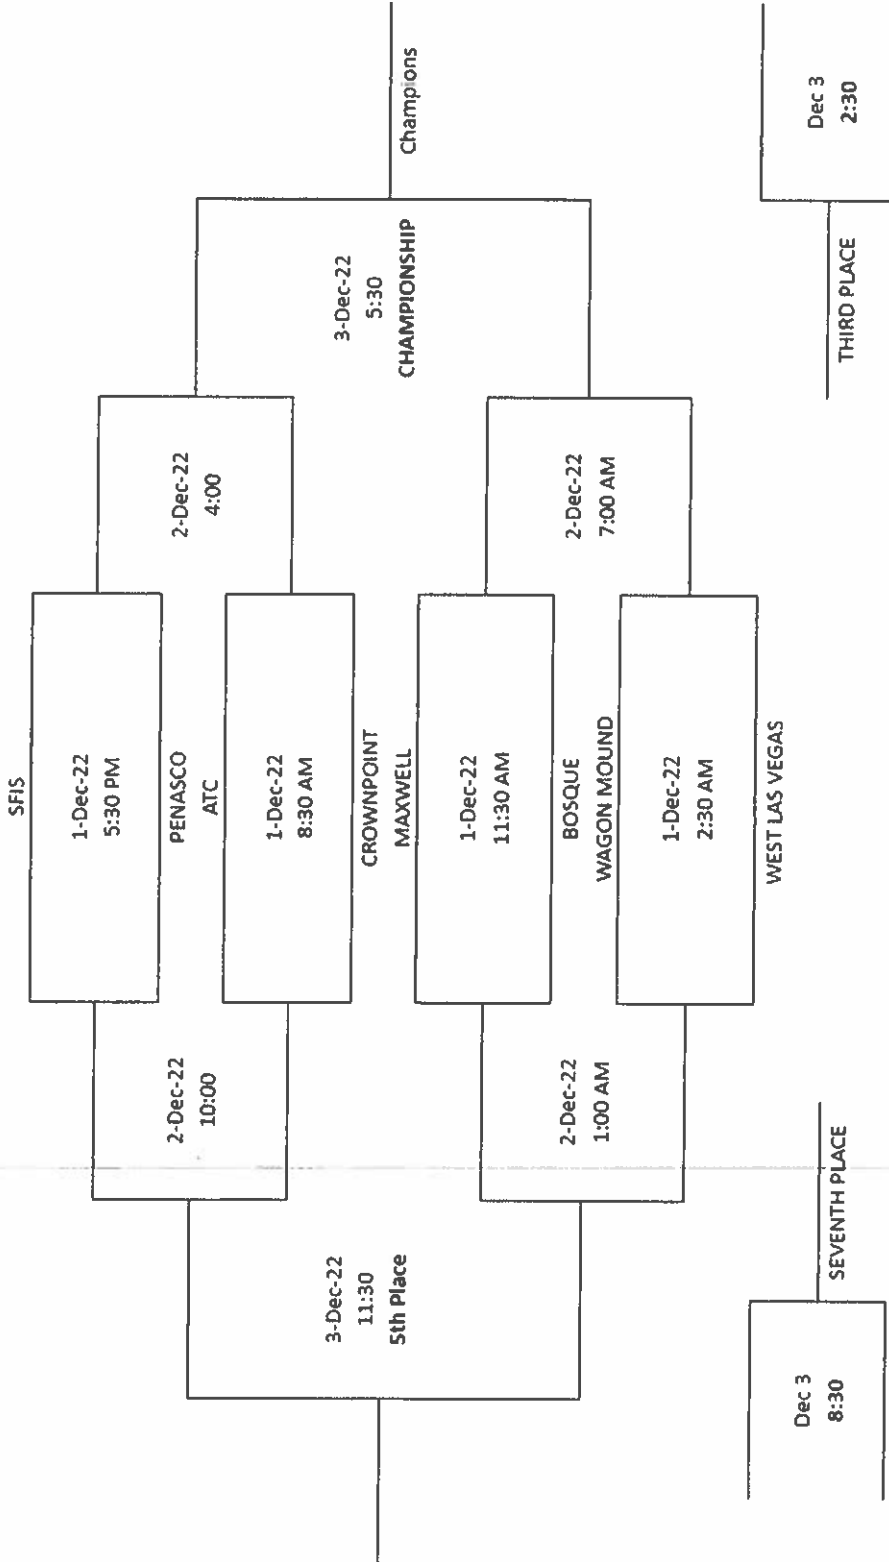 SFIS
1-Dec-22
5:30 PM
PENASCO
ATC
1-Dec-22
8:30 AM
CROWNPOINT
MAXWELL
1-Dec-22
11:30 AM
BOSQUE
WAGON MOUND
1-Dec-22
2:30 AM
WEST LAS VEGAS
2-Dec-22
10:00
2-Dec-22
1:00 AM
3-Dec-22
11:30
5th Place
2-Dec-22
4:00
2-Dec-22
7:00 AM
3-Dec-22
5:30
CHAMPIONSHIP
Champions
Dec 3
8:30
SEVENTH PLACE
THIRD PLACE
Dec 3
2:30